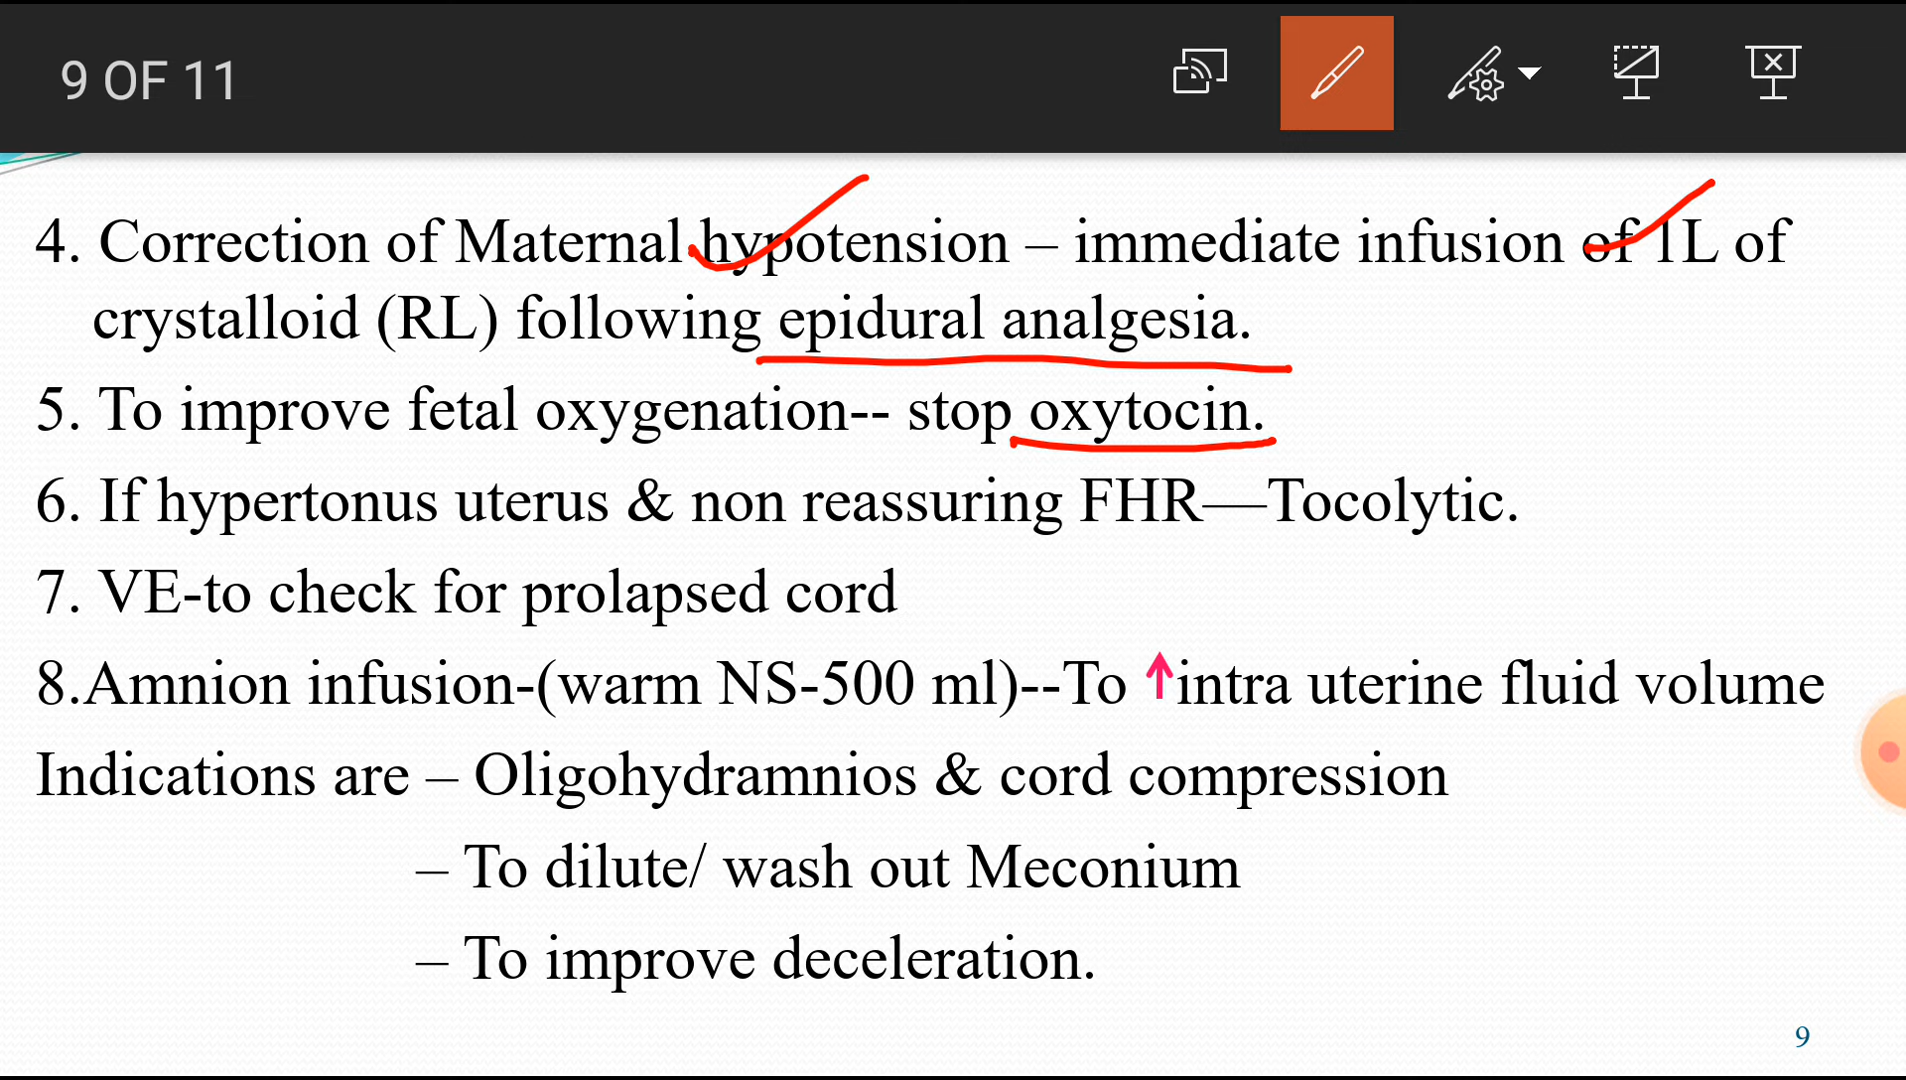 9 OF 11
4. Correction of Maternal hypotension – immediate infusion of 1L of
crystalloid (RL) following epidural analgesia.
5. To improve fetal oxygenation-- stop oxytocin.
6. If hypertonus uterus & non reassuring FHR—Tocolytic.
7. VE-to check for prolapsed cord
8.Amnion infusion-(warm NS-500 ml)--To ↑intra uterine fluid volume
Indications are – Oligohydramnios & cord compression
– To dilute/ wash out Meconium
– To improve deceleration.
9